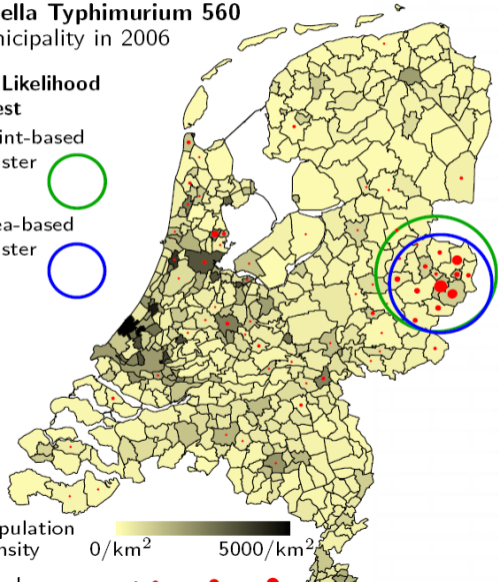 ella Typhimurium 560
nicipality in 2006
Likelihood
est
int-based
ster
ea-based
ster
pulation
nsity
0/km²
5000/km²